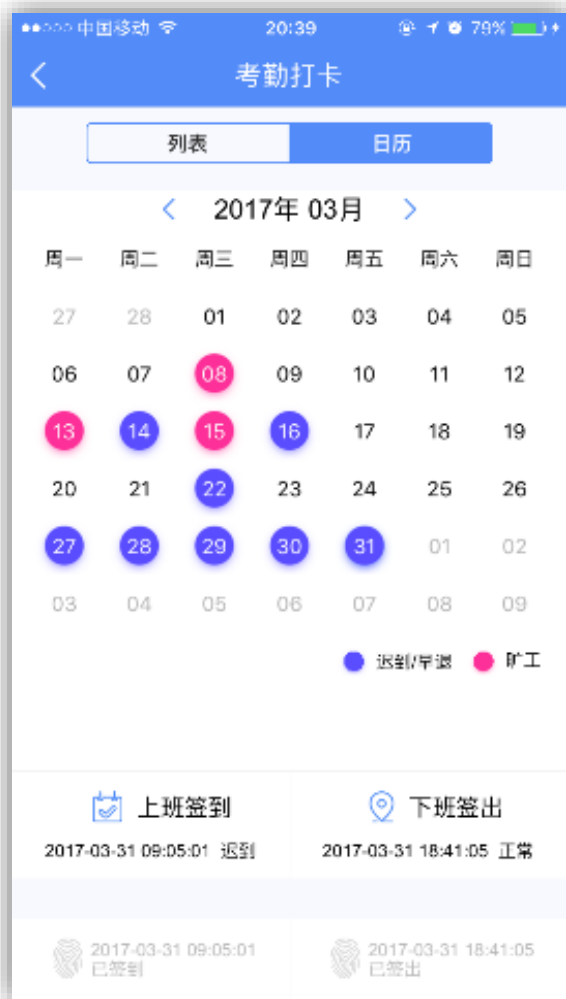 中国移动 20:39 79%
考勤打卡
列表 日历
2017年 03月
周一 周二 周三 周四 周五 周六 周日
27 28 01 02 03 04 05
06 07 08 09 10 11 12
13 14 15 16 17 18 19
20 21 22 23 24 25 26
27 28 29 30 31 01 02
03 04 05 06 07 08 09
迟到/早退 旷工
上班签到 下班签出
2017-03-31 09:05:01 迟到 2017-03-31 18:41:05 正常
2017-03-31 09:05:01 2017-03-31 18:41:05
已签到 已签出